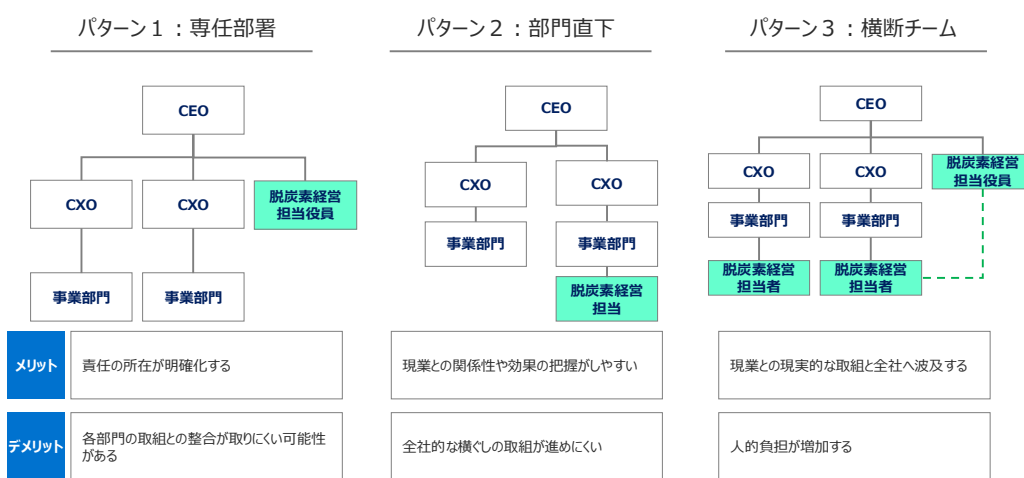 パターン１：専任部署
CEO
CXO
CXO
脱炭素経営
担当役員
事業部門
事業部門
パターン２：部門直下
CEO
CXO
CXO
事業部門
事業部門
脱炭素経営
担当
パターン３：横断チーム
CEO
CXO
CXO
脱炭素経営
担当役員
事業部門
事業部門
脱炭素経営
担当者
脱炭素経営
担当者
メリット
責任の所在が明確化する
現業との関係性や効果の把握がしやすい
現業との現実的な取組と全社へ波及する
デメリット
各部門の取組との整合が取りにくい可能性
がある
全社的な横ぐしの取組が進めにくい
人的負担が増加する